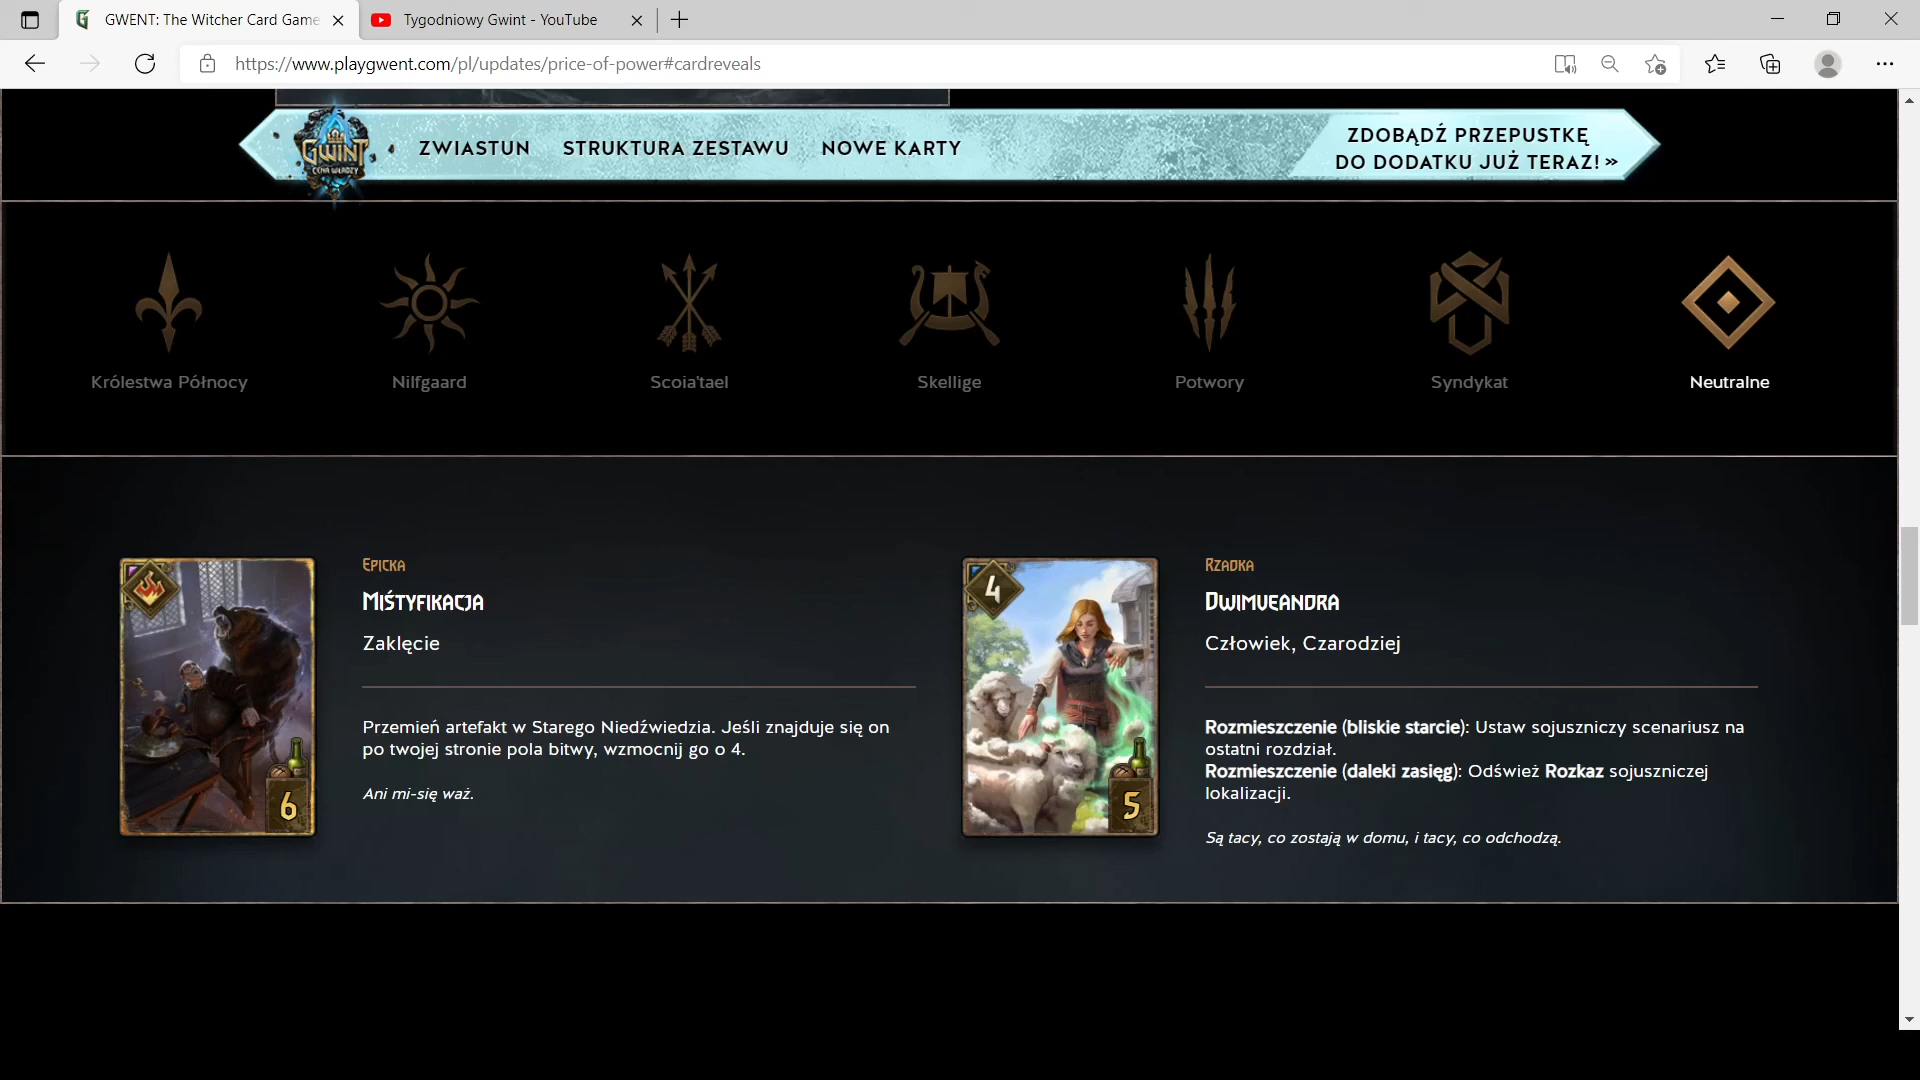 GWENT: The Witcher Card Game
Tygodniowy Gwint - YouTube
https://www.playgwent.com/pl/updates/price-of-power#cardreveals
GWINT
CENA WŁADZY
ZWIASTUN
STRUKTURA ZESTAWU
NOWE KARTY
ZDOBĄDŹ PRZEPUSTKĘ
DO DODATKU JUŻ TERAZ! »
Królestwa Północy
Nilfgaard
Scoia'tael
Skellige
Potwory
Syndykat
Neutralne
6
EPICKA
MIŚTYFIKACJA
Zaklęcie
Przemień artefakt w Starego Niedźwiedzia. Jeśli znajduje się on
po twojej stronie pola bitwy, wzmocnij go o 4.
Ani mi-się waż.
4
5
RZADKA
DWIMVEANDRA
Człowiek, Czarodziej
Rozmieszczenie (bliskie starcie): Ustaw sojuszniczy scenariusz na
ostatni rozdział.
Rozmieszczenie (daleki zasięg): Odśwież Rozkaz sojuszniczej
lokalizacji.
Są tacy, co zostają w domu, i tacy, co odchodzą.